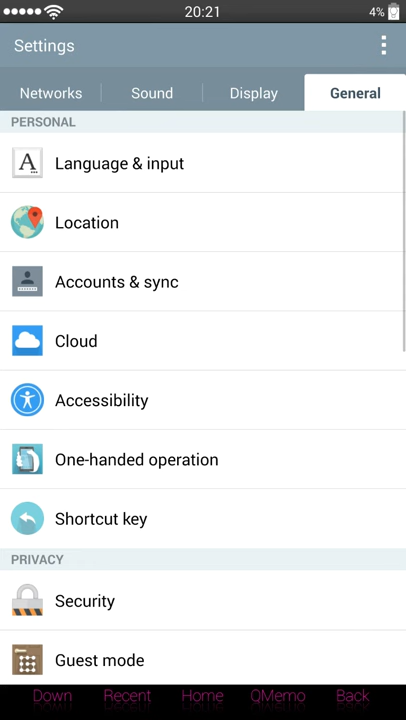 20:21
4%
Settings
Networks
Sound
Display
General
PERSONAL
A Language & input
Location
Accounts & sync
Cloud
Accessibility
One-handed operation
Shortcut key
PRIVACY
Security
Guest mode
Down Recent Home QMemo Back